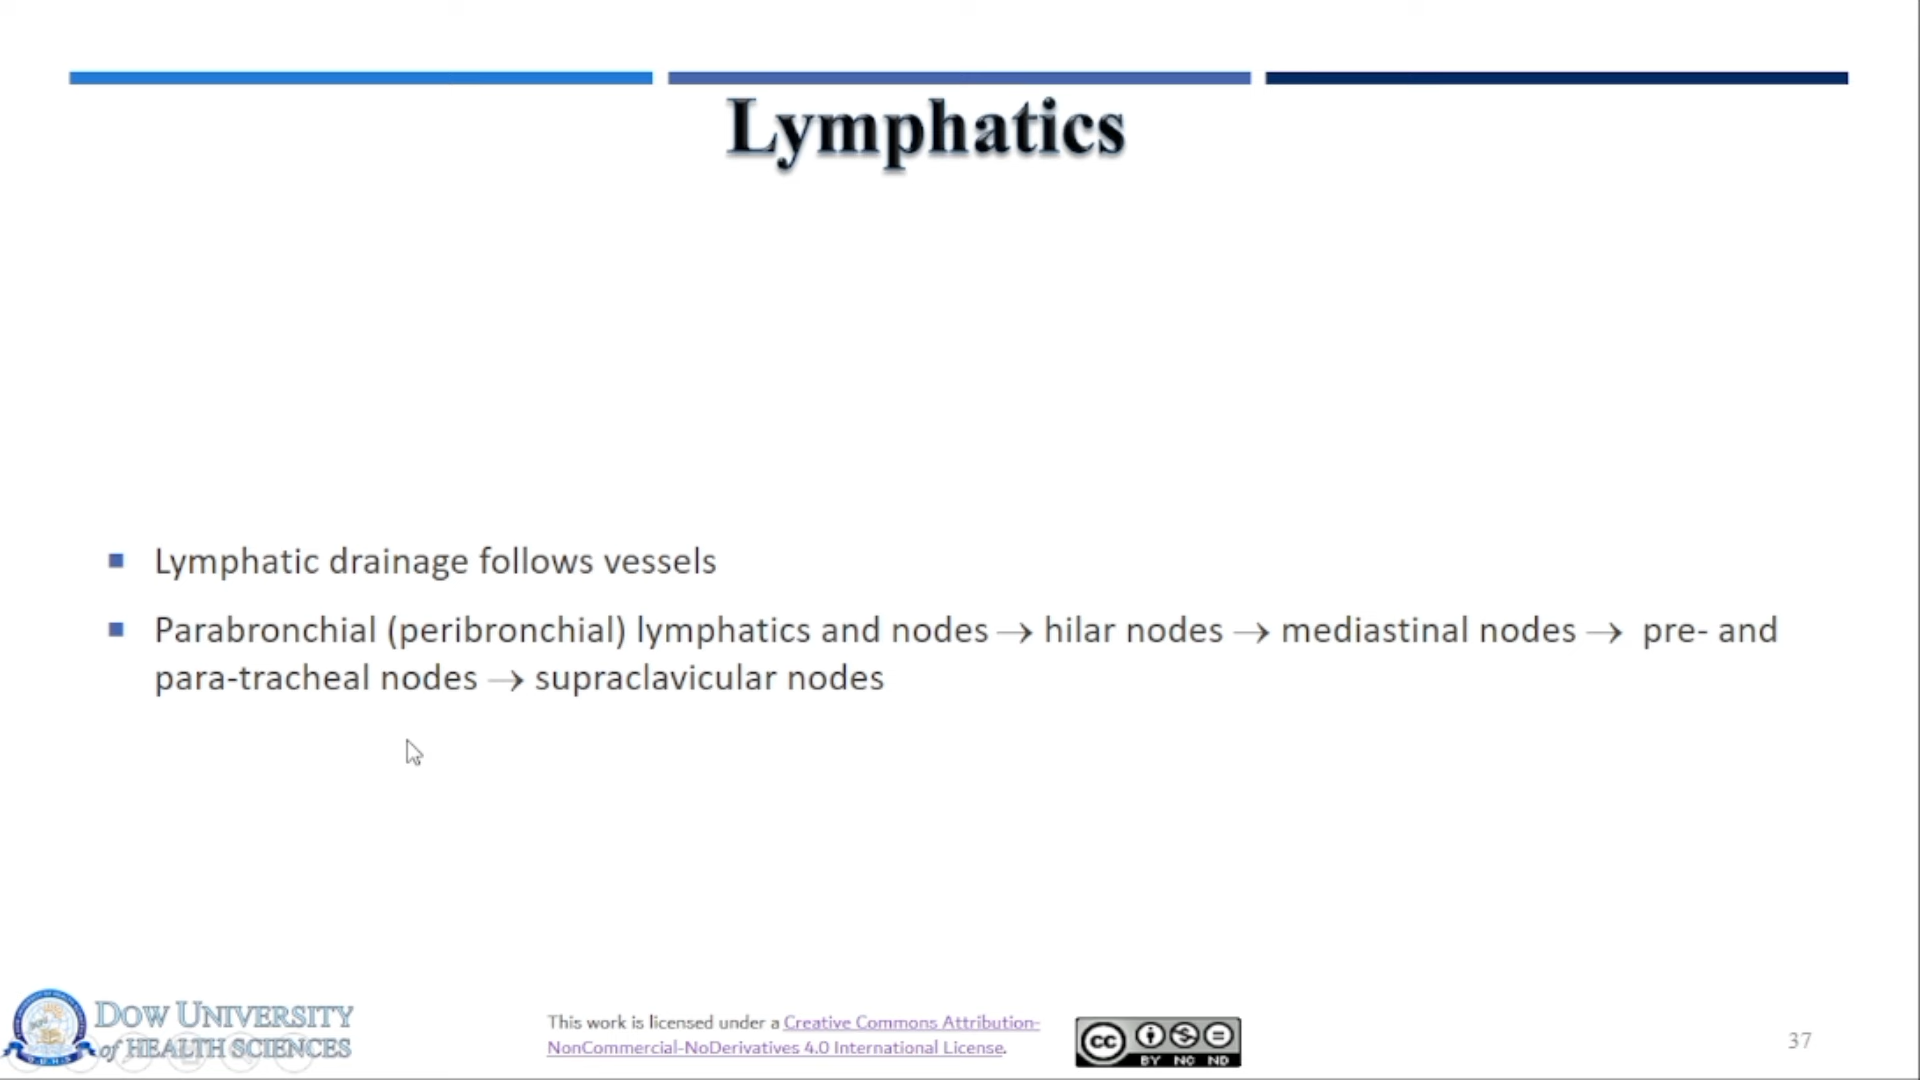 Lymphatics
Lymphatic drainage follows vessels
Parabronchial (peribronchial) lymphatics and nodes → hilar nodes → mediastinal nodes → pre- and
para-tracheal nodes → supraclavicular nodes
DOW UNIVERSITY
of HEALTH SCIENCES
This work is licensed under a Creative Commons Attribution-
NonCommercial-NoDerivatives 4.0 International License.
cc
BY NC ND
37